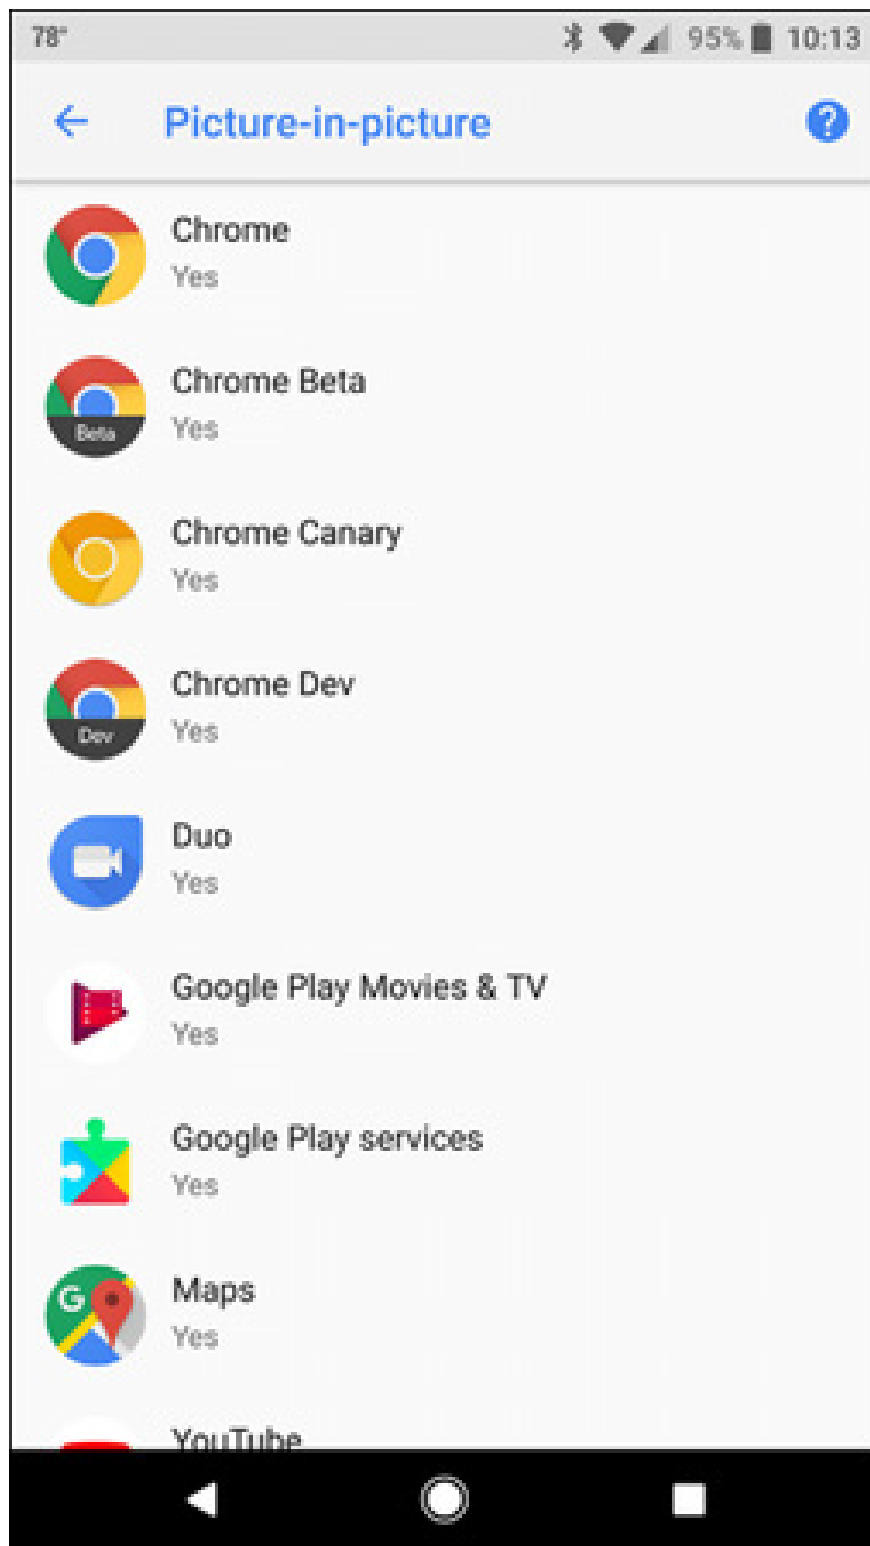 78°
95% 10:13
Picture-in-picture
?
Chrome
Yes
Chrome Beta
Yes
Beta
Chrome Canary
Yes
Chrome Dev
Yes
Dev
Duo
Yes
Google Play Movies & TV
Yes
Google Play services
Yes
G
Maps
Yes
YouTube